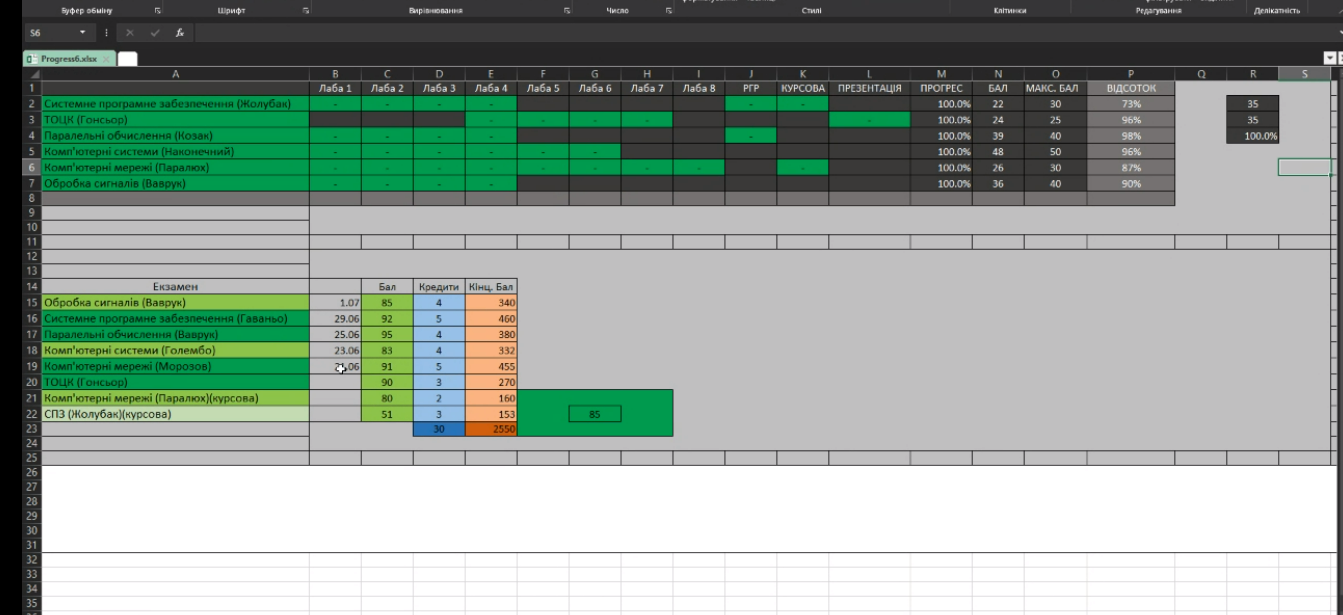 Буфер обміну Шрифт Вирівнювання Число Стилі Клітинки Редагування Делікатність
S6 fx
Progress6.xlsx
A B C D E F G H I J K L M N O P Q R S
1 Лаба 1 Лаба 2 Лаба 3 Лаба 4 Лаба 5 Лаба 6 Лаба 7 Лаба 8 РГР КУРСОВА ПРЕЗЕНТАЦІЯ ПРОГРЕС БАЛ МАКС. БАЛ ВІДСОТОК
2 Системне програмне забезпечення (Жолубак) - - - - - - 100.0% 22 30 73% 35
3 ТОЦК (Гонсьор) - - - - - 100.0% 24 25 96% 35
4 Паралельні обчислення (Козак) - - - - - 100.0% 39 40 98% 100.0%
5 Комп'ютерні системи (Наконечний) - - - - - - 100.0% 48 50 96%
6 Комп'ютерні мережі (Паралюх) - - - - - - - - - 100.0% 26 30 87%
7 Обробка сигналів (Ваврук) - - - - 100.0% 36 40 90%
8
9
10
11
12
13
14 Екзамен Бал Кредити Кінц. Бал
15 Обробка сигналів (Ваврук) 1.07 85 4 340
16 Системне програмне забезпечення (Гаваньо) 29.06 92 5 460
17 Паралельні обчислення (Ваврук) 25.06 95 4 380
18 Комп'ютерні системи (Голембо) 23.06 83 4 332
19 Комп'ютерні мережі (Морозов) 91 5 455
20 ТОЦК (Гонсьор) 90 3 270
21 Комп'ютерні мережі (Паралюх)(курсова) 80 2 160
22 СПЗ (Жолубак)(курсова) 51 3 153 85
23 30 2550
24
25
26
27
28
29
30
31
32
33
34
35